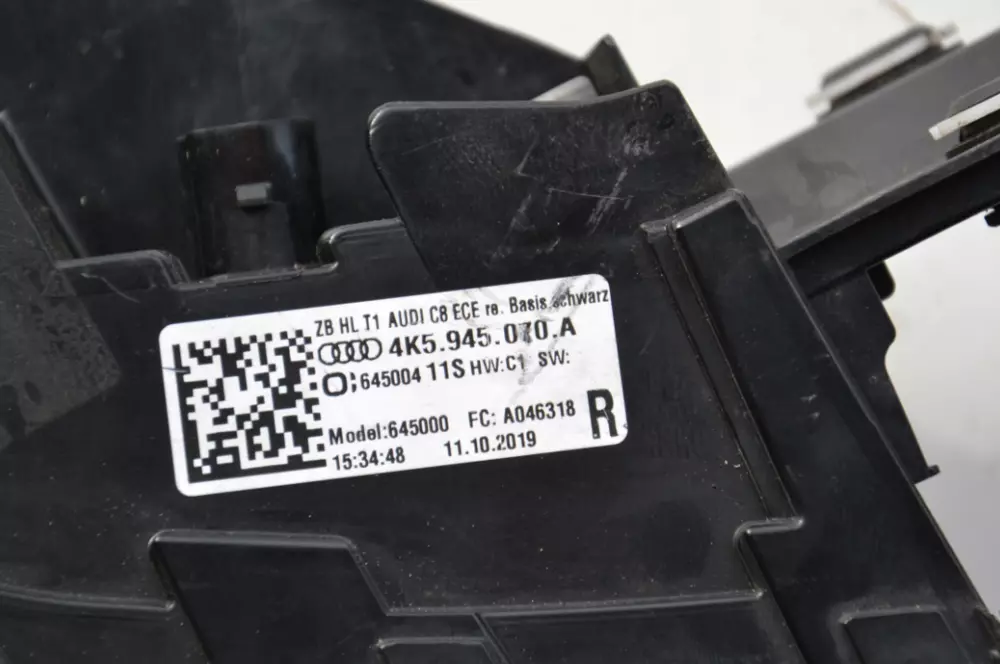 ZB HL T1 AUDI C8 ECE re. Basis schwarz
4K5.945.070.A
645004 11S HW:C1 SW:
Model:645000 FC: A046318
15:34:48 11.10.2019
R